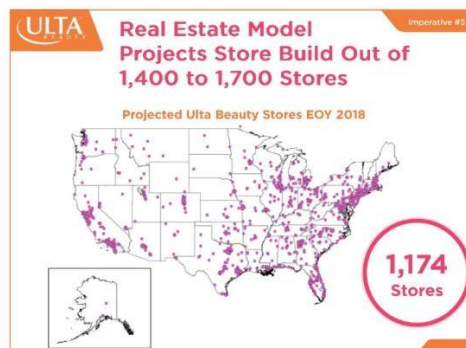 ULTA
BEAUTY
Imperative #5
Real Estate Model
Projects Store Build Out of
1,400 to 1,700 Stores
Projected Ulta Beauty Stores EOY 2018
1,174
Stores